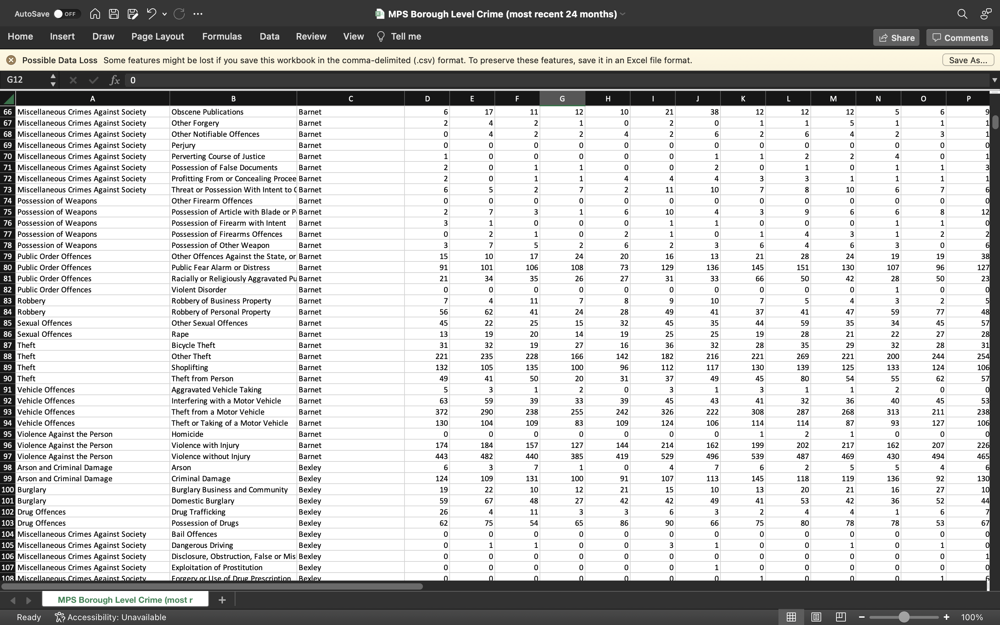 AutoSave OFF
MPS Borough Level Crime (most recent 24 months)
Home Insert Draw Page Layout Formulas Data Review View Tell me Share Comments
Possible Data Loss Some features might be lost if you save this workbook in the comma-delimited (.csv) format. To preserve these features, save it in an Excel file format. Save As...
G12 fx 0
A B C D E F G H I J K L M N O P
66 Miscellaneous Crimes Against Society Obscene Publications Barnet 6 17 11 12 10 21 38 12 12 12 5 6 9
67 Miscellaneous Crimes Against Society Other Forgery Barnet 2 4 2 1 0 2 0 1 1 5 1 1 1
68 Miscellaneous Crimes Against Society Other Notifiable Offences Barnet 0 4 2 2 4 2 6 2 6 4 2 3 1
69 Miscellaneous Crimes Against Society Perjury Barnet 0 0 0 0 0 0 0 0 0 0 0 0 0
70 Miscellaneous Crimes Against Society Perverting Course of Justice Barnet 1 0 0 0 0 0 1 1 2 2 4 0 1
71 Miscellaneous Crimes Against Society Possession of False Documents Barnet 2 0 1 1 0 0 2 0 1 0 1 1 3
72 Miscellaneous Crimes Against Society Profitting From or Concealing Procee Barnet 2 0 1 1 4 4 4 3 3 1 1 1 1
73 Miscellaneous Crimes Against Society Threat or Possession With Intent to C Barnet 6 5 2 7 2 11 10 7 8 10 6 7 6
74 Possession of Weapons Other Firearm Offences Barnet 0 0 0 0 0 0 0 0 0 0 0 0 0
75 Possession of Weapons Possession of Article with Blade or P Barnet 2 7 3 1 6 10 4 3 9 6 6 8 12
76 Possession of Weapons Possession of Firearm with Intent Barnet 3 1 0 0 0 1 1 0 0 0 1 1 0
77 Possession of Weapons Possession of Firearms Offences Barnet 0 2 1 0 2 1 0 1 4 3 1 2 2
78 Possession of Weapons Possession of Other Weapon Barnet 3 7 5 2 6 2 3 6 4 6 3 0 6
79 Public Order Offences Other Offences Against the State, or Barnet 15 10 17 24 20 16 13 21 28 24 19 19 38
80 Public Order Offences Public Fear Alarm or Distress Barnet 91 101 106 108 73 129 136 145 151 130 107 96 127
81 Public Order Offences Racially or Religiously Aggravated Pu Barnet 21 34 35 26 27 31 33 66 50 42 28 50 23
82 Public Order Offences Violent Disorder Barnet 0 0 0 0 0 0 0 0 0 0 1 0 0
83 Robbery Robbery of Business Property Barnet 7 4 11 7 8 9 10 7 5 4 3 2 5
84 Robbery Robbery of Personal Property Barnet 56 62 41 24 28 49 41 37 41 47 59 77 48
85 Sexual Offences Other Sexual Offences Barnet 45 22 25 15 32 45 35 44 59 35 34 45 57
86 Sexual Offences Rape Barnet 13 19 20 14 19 25 25 19 28 21 22 27 28
87 Theft Bicycle Theft Barnet 31 32 19 27 16 36 32 28 35 29 32 28 31
88 Theft Other Theft Barnet 221 235 228 166 142 182 216 221 269 221 200 244 254
89 Theft Shoplifting Barnet 132 105 135 100 96 112 117 130 139 125 133 124 106
90 Theft Theft from Person Barnet 49 41 50 20 31 37 49 45 80 54 55 62 57
91 Vehicle Offences Aggravated Vehicle Taking Barnet 5 3 1 2 0 3 1 3 1 1 2 0 0
92 Vehicle Offences Interfering with a Motor Vehicle Barnet 63 59 39 33 39 45 43 41 32 36 40 45 53
93 Vehicle Offences Theft from a Motor Vehicle Barnet 372 290 238 255 242 326 222 308 287 268 313 211 238
94 Vehicle Offences Theft or Taking of a Motor Vehicle Barnet 130 104 109 83 109 124 106 114 114 87 93 127 106
95 Violence Against the Person Homicide Barnet 0 0 0 0 0 0 0 1 2 1 0 0 0
96 Violence Against the Person Violence with Injury Barnet 174 184 157 127 144 214 162 199 202 217 162 207 226
97 Violence Against the Person Violence without Injury Barnet 443 482 440 385 419 529 496 539 487 469 430 494 465
98 Arson and Criminal Damage Arson Bexley 6 3 7 1 0 4 7 6 2 5 5 4 6
99 Arson and Criminal Damage Criminal Damage Bexley 124 109 131 100 91 107 113 145 118 119 136 92 130
100 Burglary Burglary Business and Community Bexley 19 22 10 12 21 15 10 13 20 21 16 27 10
101 Burglary Domestic Burglary Bexley 59 67 48 27 42 42 49 41 53 42 36 52 44
102 Drug Offences Drug Trafficking Bexley 26 4 11 3 3 6 3 2 4 4 1 6 7
103 Drug Offences Possession of Drugs Bexley 62 75 54 65 86 90 66 75 80 78 78 53 67
104 Miscellaneous Crimes Against Society Bail Offences Bexley 0 0 0 0 0 0 0 0 0 0 0 0 0
105 Miscellaneous Crimes Against Society Dangerous Driving Bexley 0 1 1 0 0 3 1 0 0 1 0 1 0
106 Miscellaneous Crimes Against Society Disclosure, Obstruction, False or Mis Bexley 0 0 0 0 0 0 0 0 0 0 0 0 1
107 Miscellaneous Crimes Against Society Exploitation of Prostitution Bexley 0 0 0 0 0 0 1 0 0 0 0 0 0
108 Miscellaneous Crimes Against Society Forgery or Use of Drug Prescription Bexley 0 0 0 0 0 0 0 1 0 0 0 1 6
MPS Borough Level Crime (most r
Ready Accessibility: Unavailable 100%